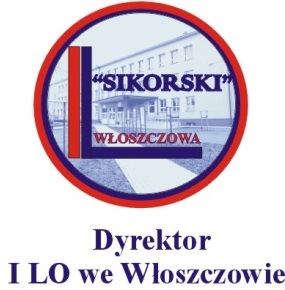 "SIKORSKI"
WŁOSZCZOWA
Dyrektor
I LO we Włoszczowie